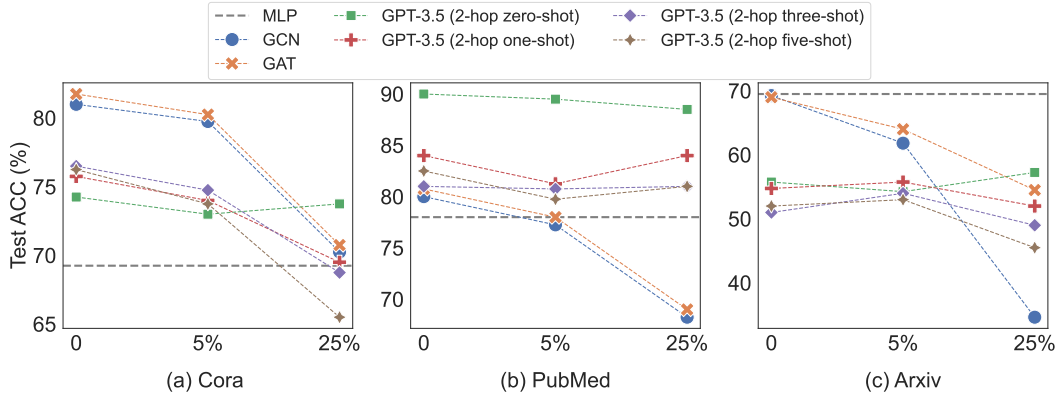 MLP
GCN
GAT
GPT-3.5 (2-hop zero-shot)
GPT-3.5 (2-hop one-shot)
GPT-3.5 (2-hop three-shot)
GPT-3.5 (2-hop five-shot)
Test ACC (%)
80
75
70
65
0 5% 25%
(a) Cora
90
85
80
75
70
0 5% 25%
(b) PubMed
70
60
50
40
0 5% 25%
(c) Arxiv